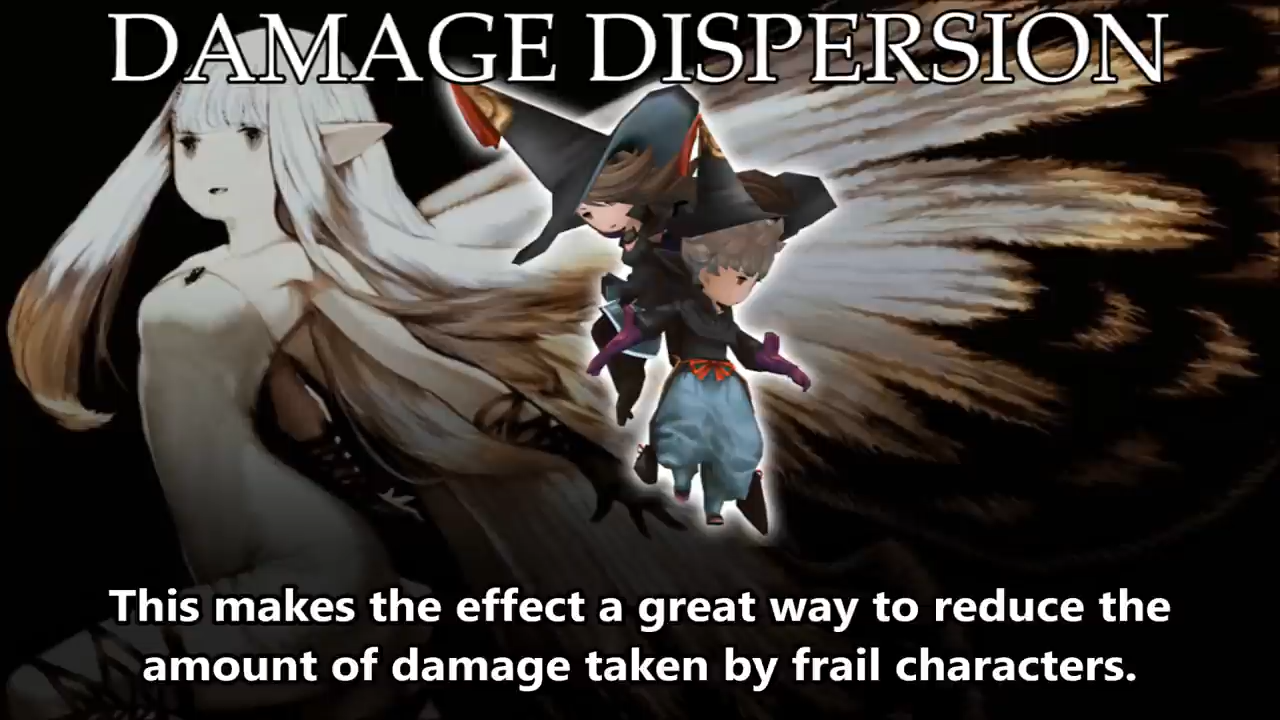 DAMAGE DISPERSION
This makes the effect a great way to reduce the
amount of damage taken by frail characters.